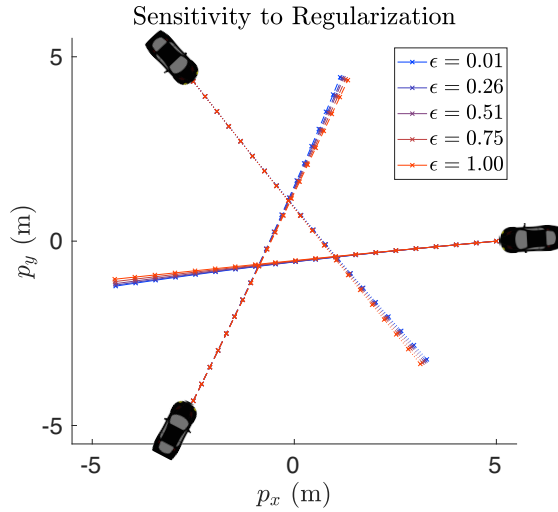 Sensitivity to Regularization
5
ϵ = 0.01
ϵ = 0.26
ϵ = 0.51
ϵ = 0.75
ϵ = 1.00
0
p_y (m)
-5
-5 0 5
p_x (m)